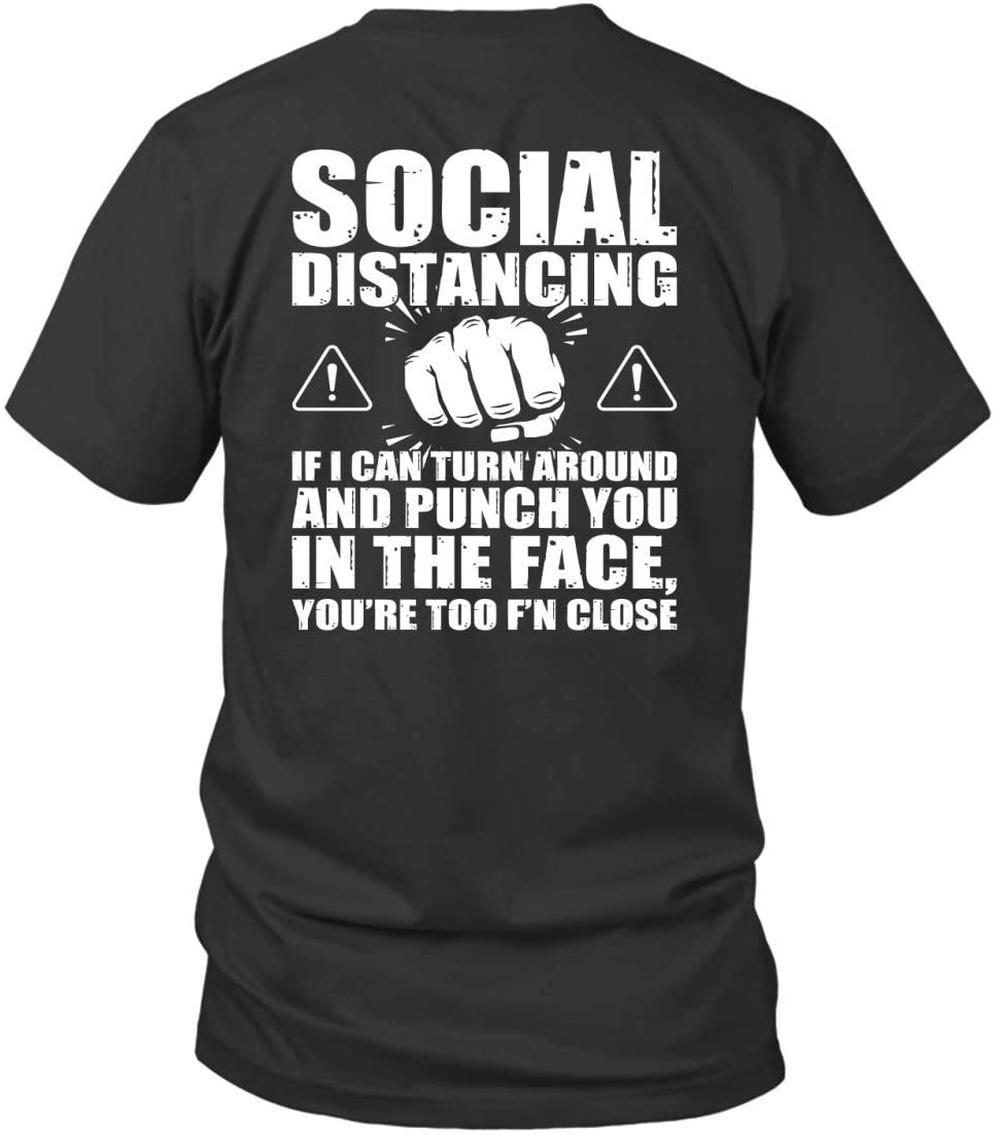 SOCIAL
DISTANCING
! !
IF I CAN TURN AROUND
AND PUNCH YOU
IN THE FACE,
YOU'RE TOO F'N CLOSE